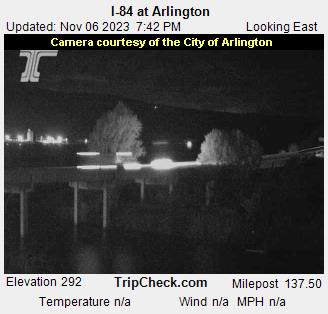 I-84 at Arlington
Updated: Nov 06 2023 7:42 PM Looking East
Camera courtesy of the City of Arlington
Elevation 292 TripCheck.com Milepost 137.50
Temperature n/a Wind n/a MPH n/a